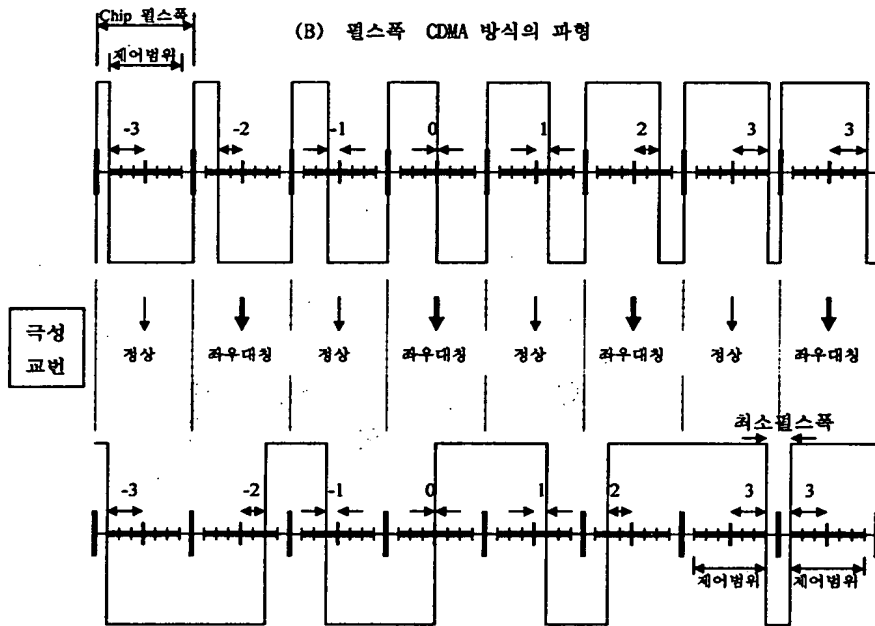 Chip 펄스폭
(B) 펄스폭 CDMA 방식의 파형
제어범위
-3 -2 -1 0 1 2 3 3
극성
교번
정상 좌우대칭 정상 좌우대칭 정상 좌우대칭 정상 좌우대칭
최소펄스폭
-3 -2 -1 0 1 2 3 3
제어범위 제어범위